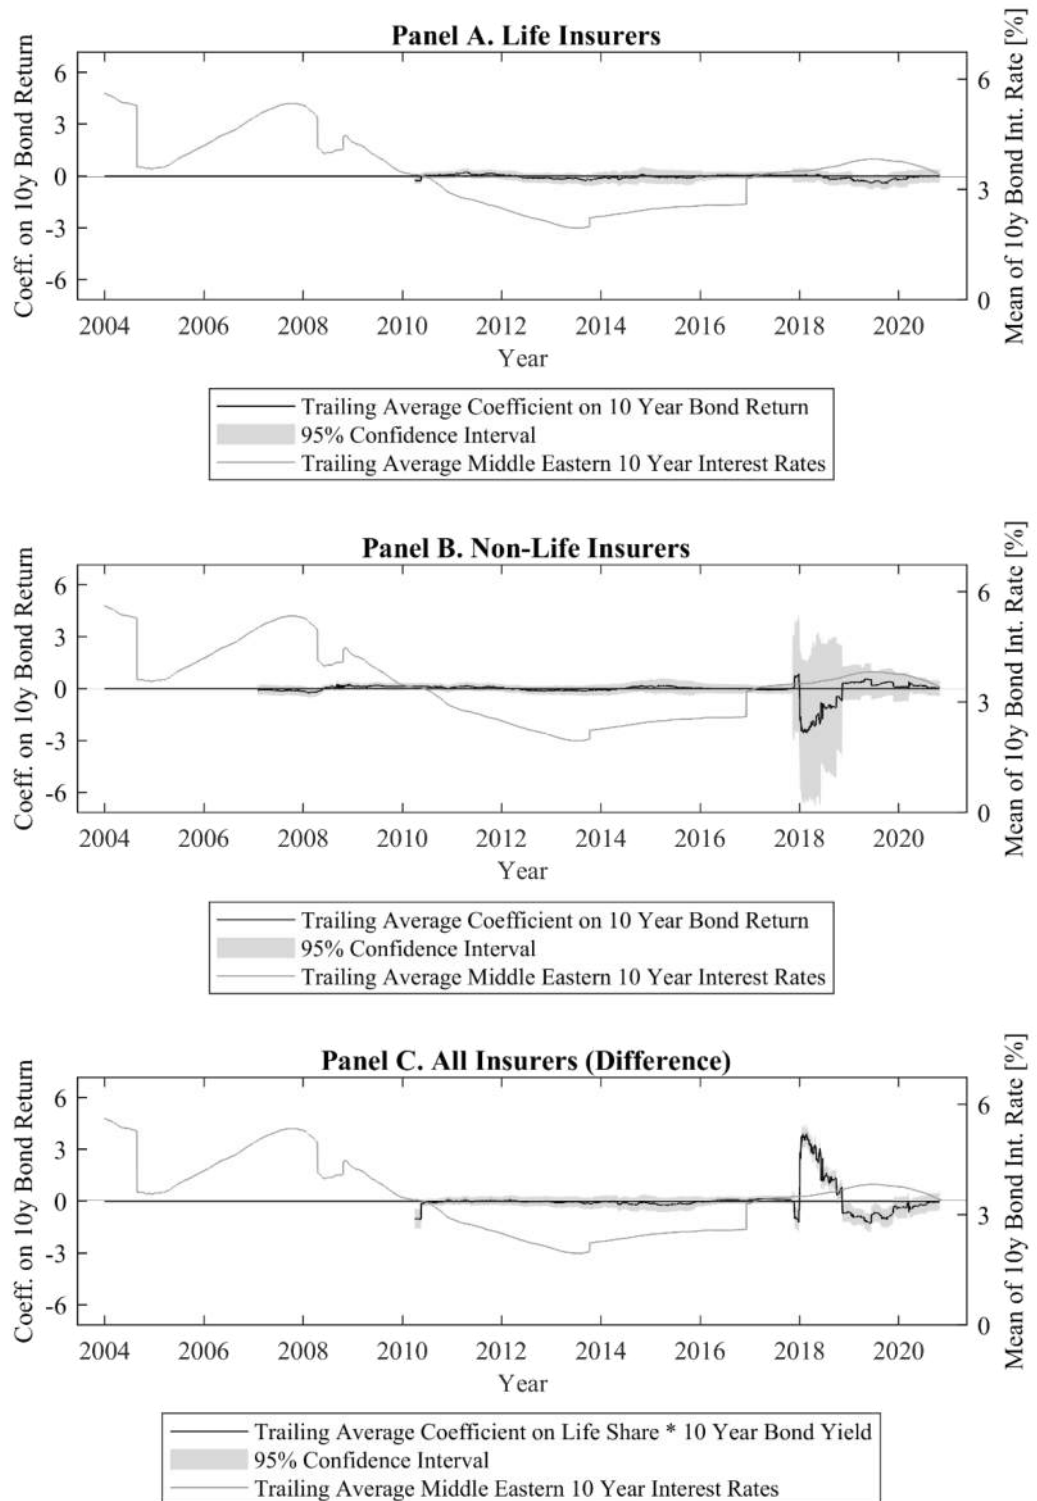 Panel A. Life Insurers
Coeff. on 10y Bond Return
6
3
0
-3
-6
6
3
0
Mean of 10y Bond Int. Rate [%]
2004 2006 2008 2010 2012 2014 2016 2018 2020
Year
Trailing Average Coefficient on 10 Year Bond Return
95% Confidence Interval
Trailing Average Middle Eastern 10 Year Interest Rates
Panel B. Non-Life Insurers
Coeff. on 10y Bond Return
6
3
0
-3
-6
6
3
0
Mean of 10y Bond Int. Rate [%]
2004 2006 2008 2010 2012 2014 2016 2018 2020
Year
Trailing Average Coefficient on 10 Year Bond Return
95% Confidence Interval
Trailing Average Middle Eastern 10 Year Interest Rates
Panel C. All Insurers (Difference)
Coeff. on 10y Bond Return
6
3
0
-3
-6
6
3
0
Mean of 10y Bond Int. Rate [%]
2004 2006 2008 2010 2012 2014 2016 2018 2020
Year
Trailing Average Coefficient on Life Share * 10 Year Bond Yield
95% Confidence Interval
Trailing Average Middle Eastern 10 Year Interest Rates